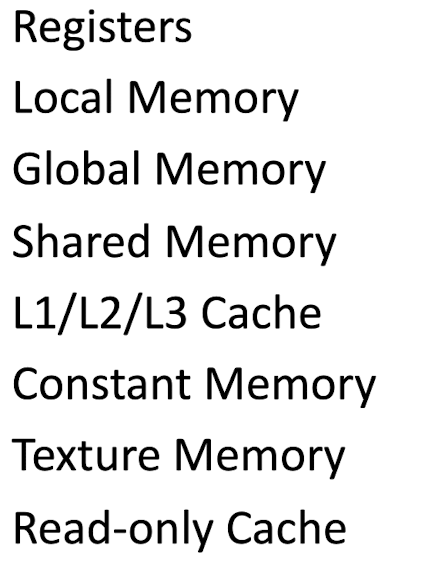 Registers
Local Memory
Global Memory
Shared Memory
L1/L2/L3 Cache
Constant Memory
Texture Memory
Read-only Cache